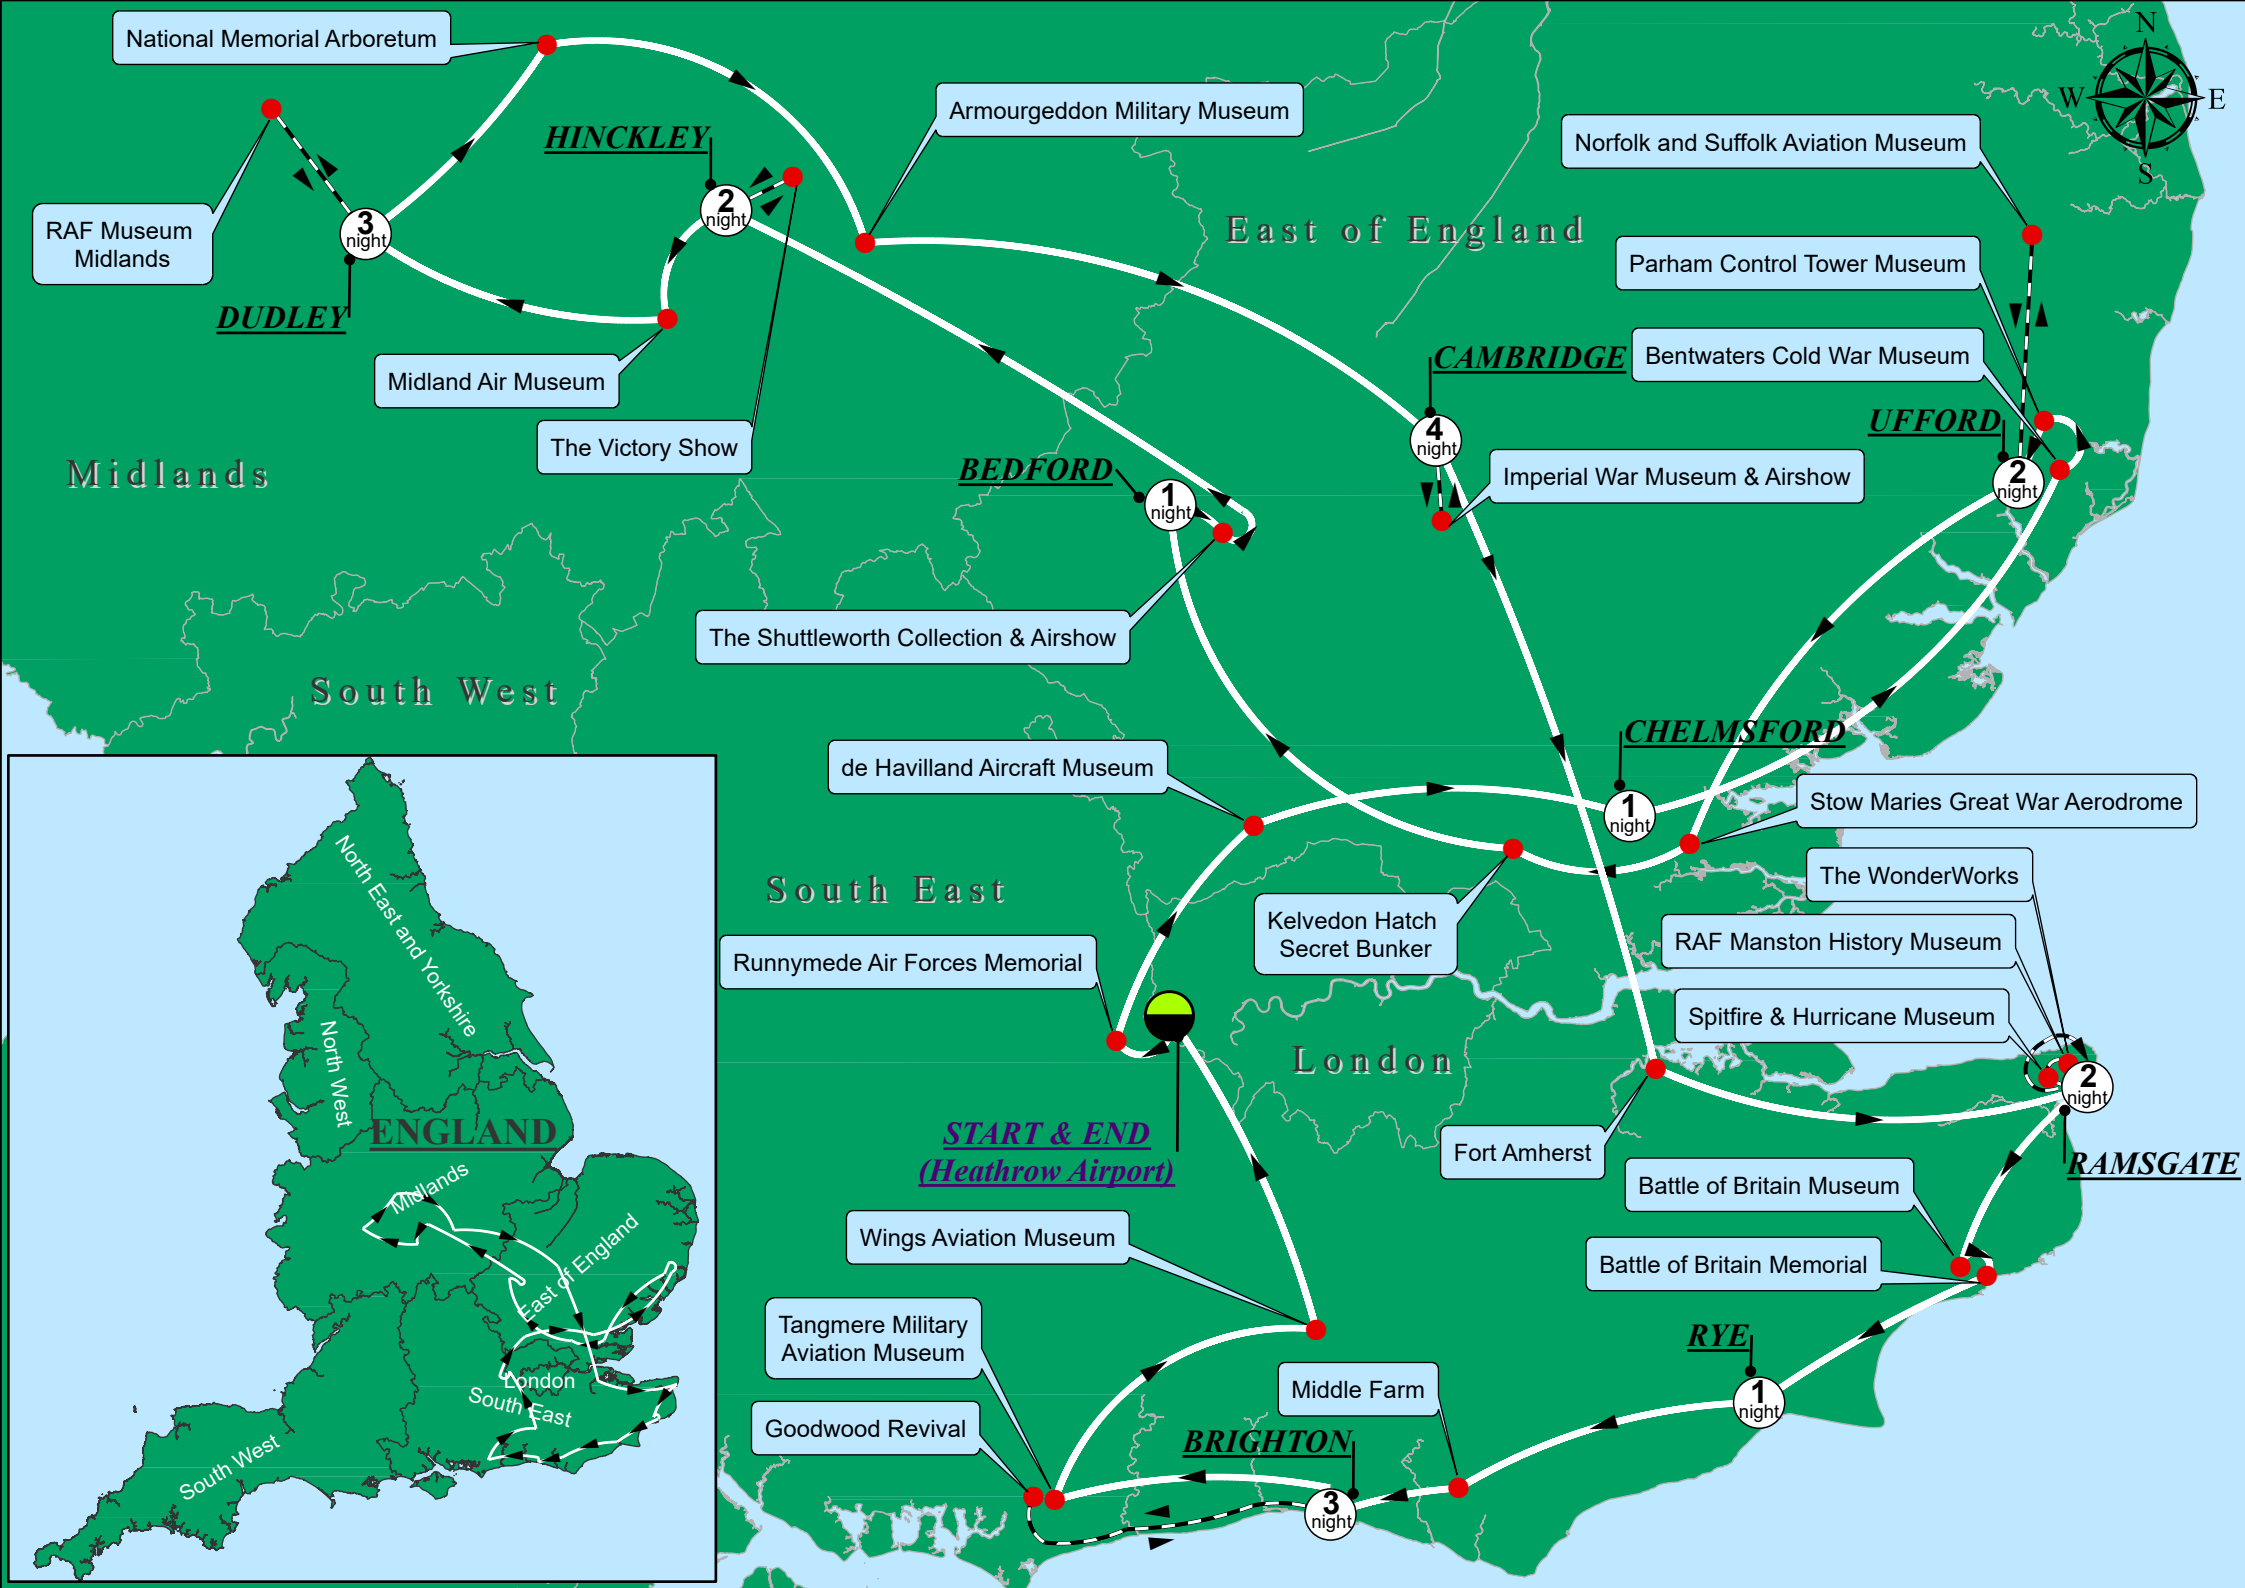 National Memorial Arboretum
N
W
E
S
Armourgeddon Military Museum
HINCKLEY
Norfolk and Suffolk Aviation Museum
2
night
3
night
RAF Museum
Midlands
East of England
Parham Control Tower Museum
DUDLEY
Bentwaters Cold War Museum
CAMBRIDGE
Midland Air Museum
UFFORD
4
night
The Victory Show
Midlands
BEDFORD
Imperial War Museum & Airshow
1
night
2
night
The Shuttleworth Collection & Airshow
South West
CHELMSFORD
de Havilland Aircraft Museum
Stow Maries Great War Aerodrome
1
night
The WonderWorks
South East
Kelvedon Hatch
Secret Bunker
RAF Manston History Museum
Runnymede Air Forces Memorial
Spitfire & Hurricane Museum
London
2
night
START & END
(Heathrow Airport)
Fort Amherst
RAMSGATE
Battle of Britain Museum
Wings Aviation Museum
Battle of Britain Memorial
Tangmere Military
Aviation Museum
RYE
Middle Farm
1
night
Goodwood Revival
BRIGHTON
3
night
North East and Yorkshire
North West
ENGLAND
Midlands
East of England
London
South East
South West